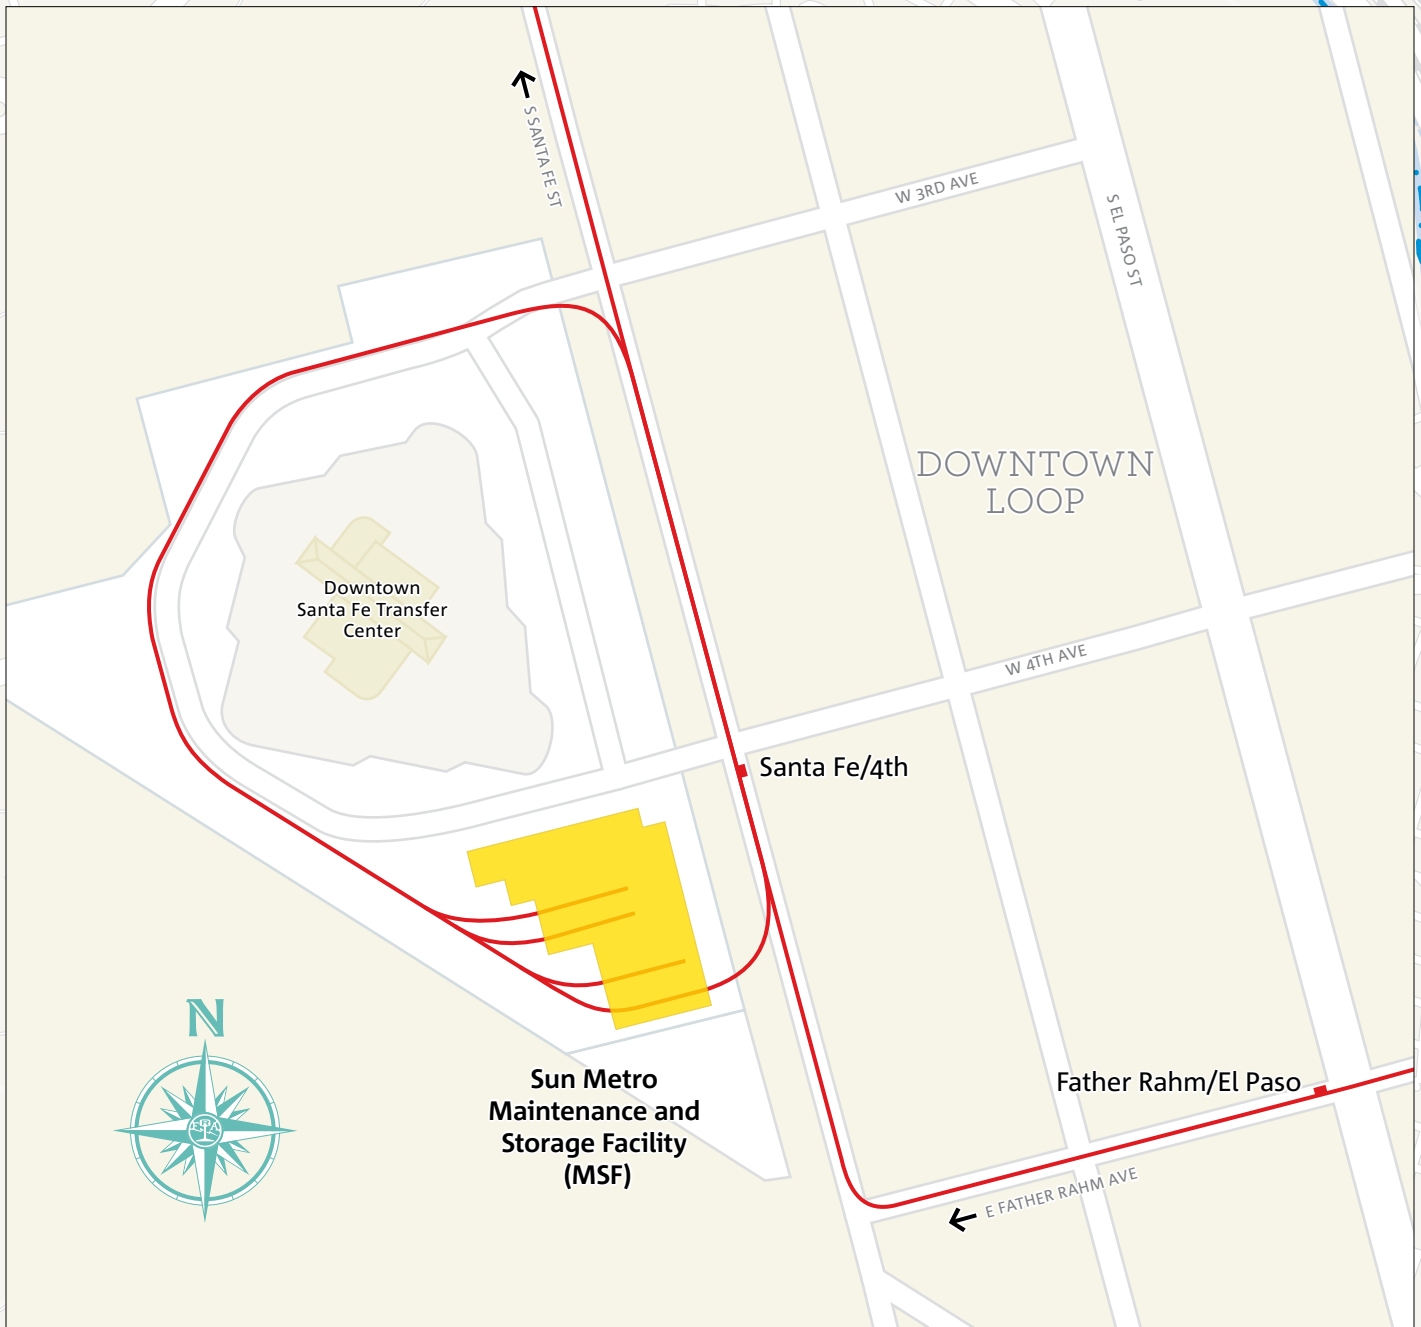 S SANTA FE ST
W 3RD AVE
S EL PASO ST
DOWNTOWN
LOOP
Downtown
Santa Fe Transfer
Center
W 4TH AVE
Santa Fe/4th
N
Sun Metro
Maintenance and
Storage Facility
(MSF)
Father Rahm/El Paso
E FATHER RAHM AVE